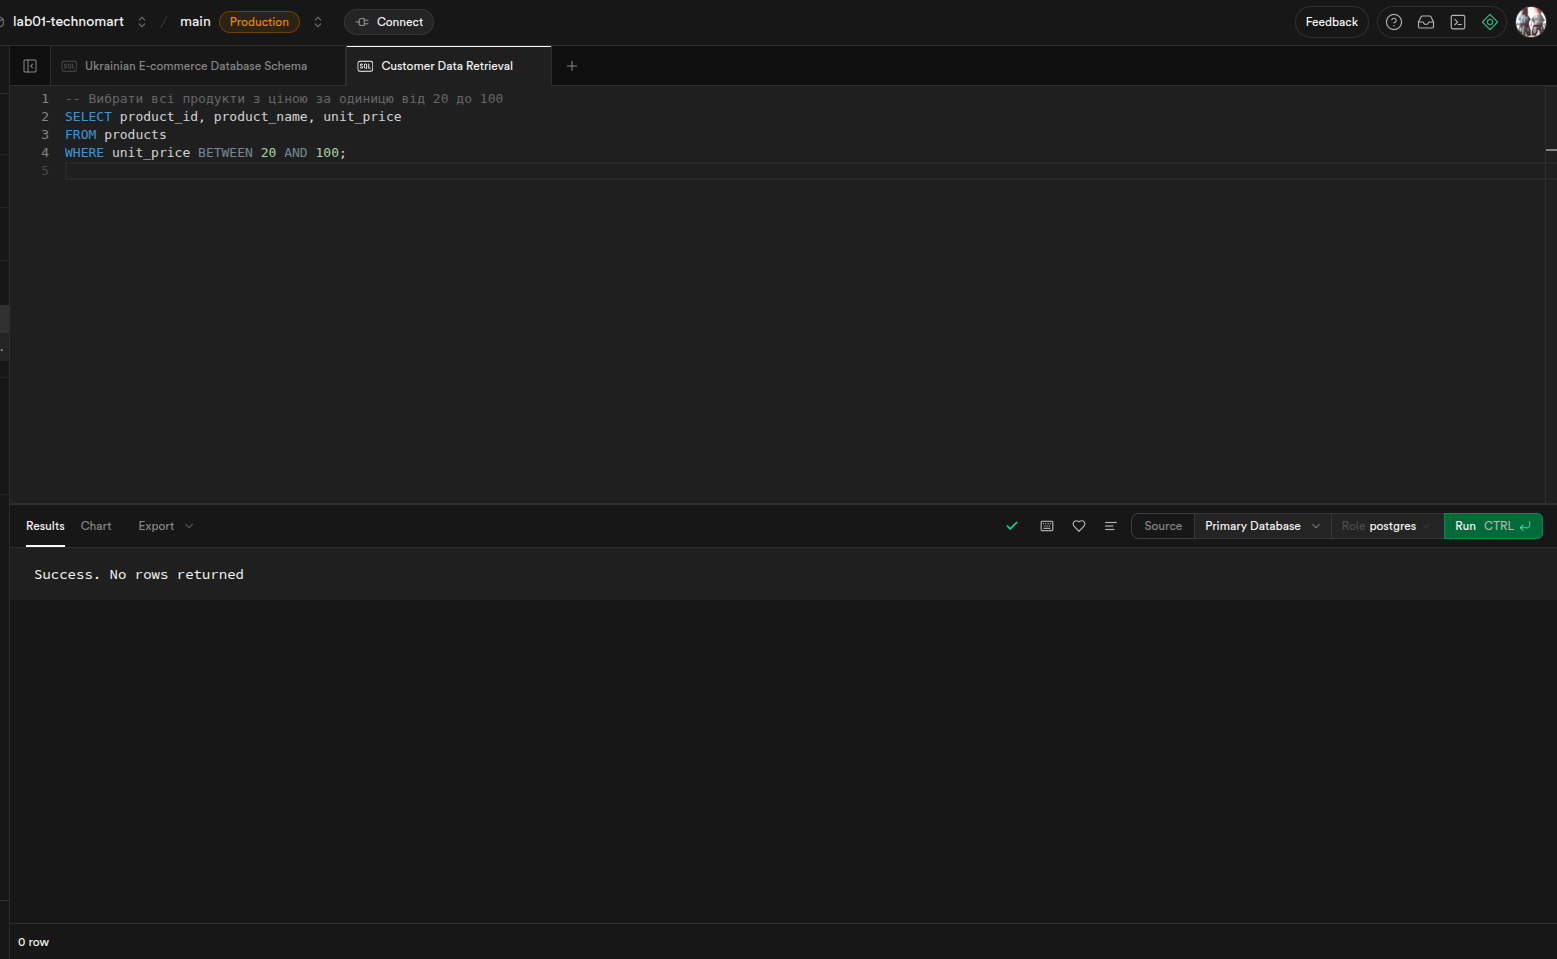 lab01-technomart / main Production Connect Feedback
Ukrainian E-commerce Database Schema Customer Data Retrieval
1 -- Вибрати всі продукти з ціною за одиницю від 20 до 100
2 SELECT product_id, product_name, unit_price
3 FROM products
4 WHERE unit_price BETWEEN 20 AND 100;
5
Results Chart Export Source Primary Database Role postgres Run CTRL
Success. No rows returned
0 row